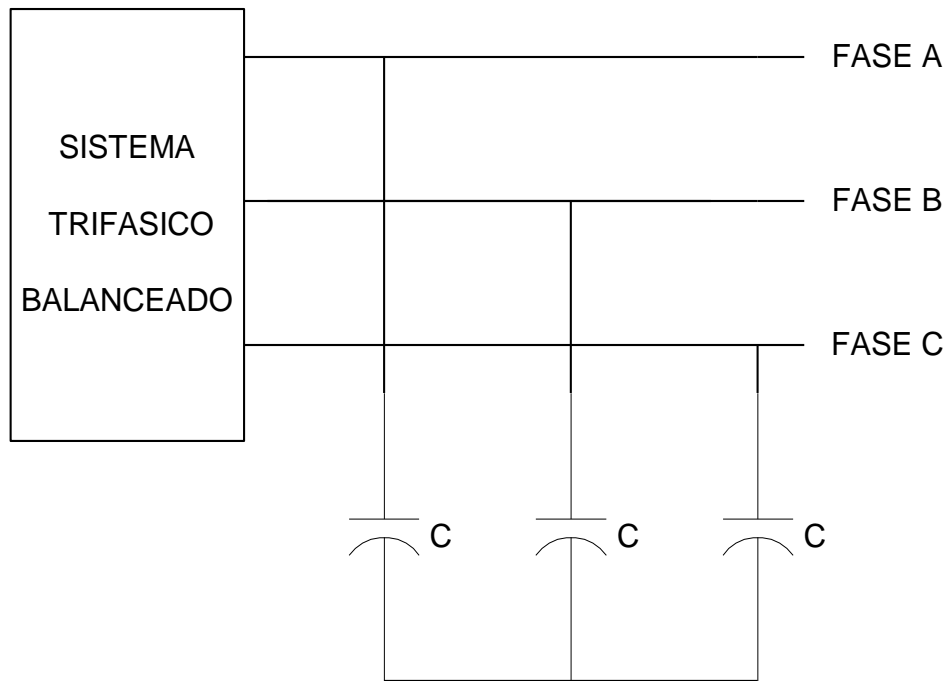 SISTEMA
TRIFASICO
BALANCEADO
FASE A
FASE B
FASE C
C
C
C